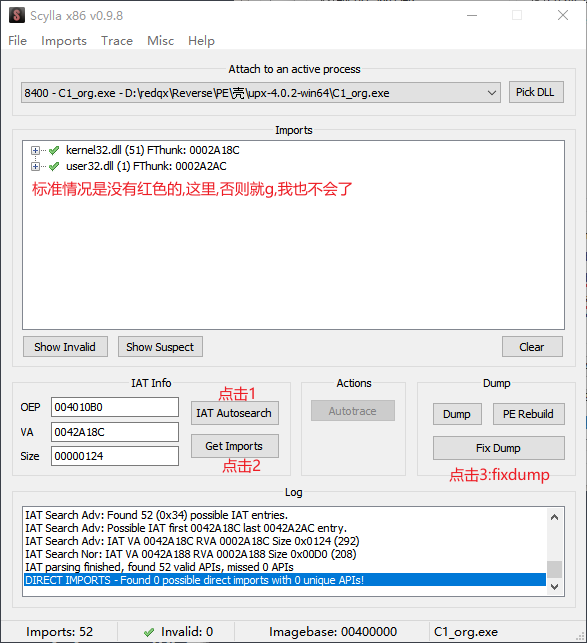 Scylla x86 v0.9.8
File Imports Trace Misc Help
Attach to an active process
8400 - C1_org.exe - D:\redqx\Reverse\PE\壳\upx-4.0.2-win64\C1_org.exe
Pick DLL
Imports
kernel32.dll (51) FThunk: 0002A18C
user32.dll (1) FThunk: 0002A2AC
标准情况是没有红色的,这里,否则就g,我也不会了
Show Invalid
Show Suspect
Clear
IAT Info
OEP 004010B0
VA 0042A18C
Size 00000124
点击1
IAT Autosearch
Get Imports
点击2
Actions
Autotrace
Dump
Dump
PE Rebuild
Fix Dump
点击3:fixdump
Log
IAT Search Adv: Found 52 (0x34) possible IAT entries.
IAT Search Adv: Possible IAT first 0042A18C last 0042A2AC entry.
IAT Search Adv: IAT VA 0042A18C RVA 0002A18C Size 0x0124 (292)
IAT Search Nor: IAT VA 0042A188 RVA 0002A188 Size 0x00D0 (208)
IAT parsing finished, found 52 valid APIs, missed 0 APIs
DIRECT IMPORTS - Found 0 possible direct imports with 0 unique APIs!
Imports: 52
Invalid: 0
Imagebase: 00400000
C1_org.exe